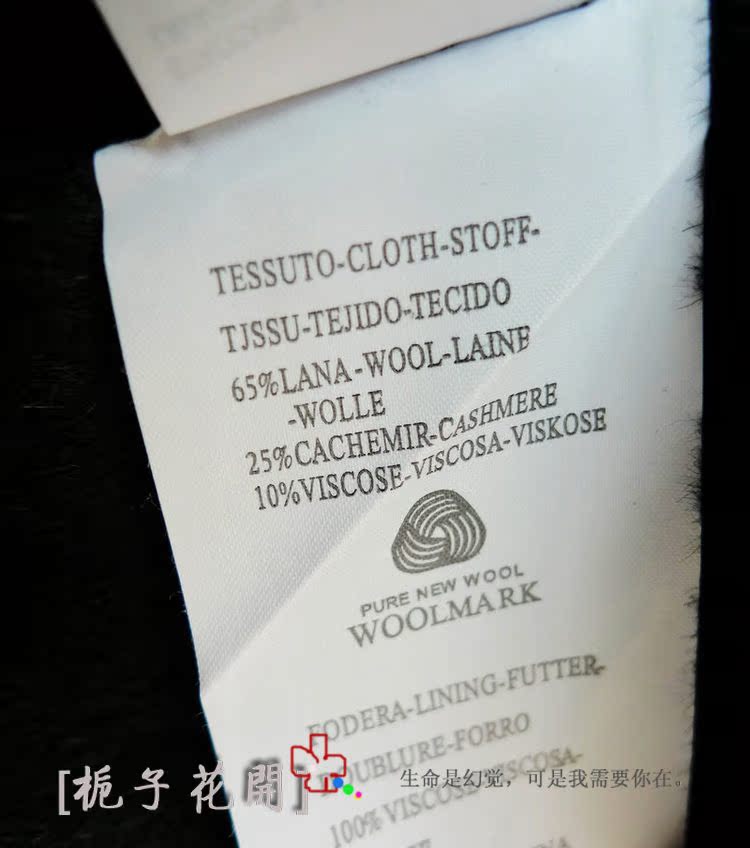 TESSUTO-CLOTH-STOFF-
TJSSU-TEJIDO-TECIDO
65%LANA-WOOL-LAINE
-WOLLE
25%CACHEMIR-CASHMERE
10%VISCOSE-VISCOSA-VISKOSE
PURE NEW WOOL
WOOLMARK
FODERA-LINING-FUTTER-
DOUBLURE-FORRO
100%VISCOSE-VISCOSA-
[栀子花開]
生命是幻觉，可是我需要你在。